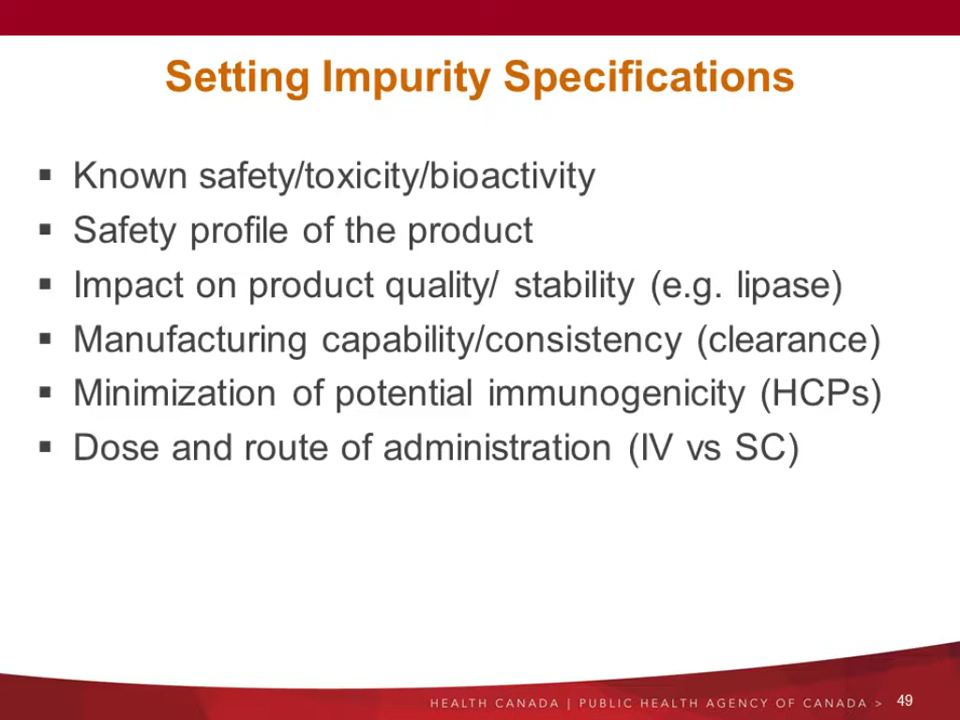 Setting Impurity Specifications
▪ Known safety/toxicity/bioactivity
▪ Safety profile of the product
▪ Impact on product quality/ stability (e.g. lipase)
▪ Manufacturing capability/consistency (clearance)
▪ Minimization of potential immunogenicity (HCPs)
▪ Dose and route of administration (IV vs SC)
HEALTH CANADA | PUBLIC HEALTH AGENCY OF CANADA > 49